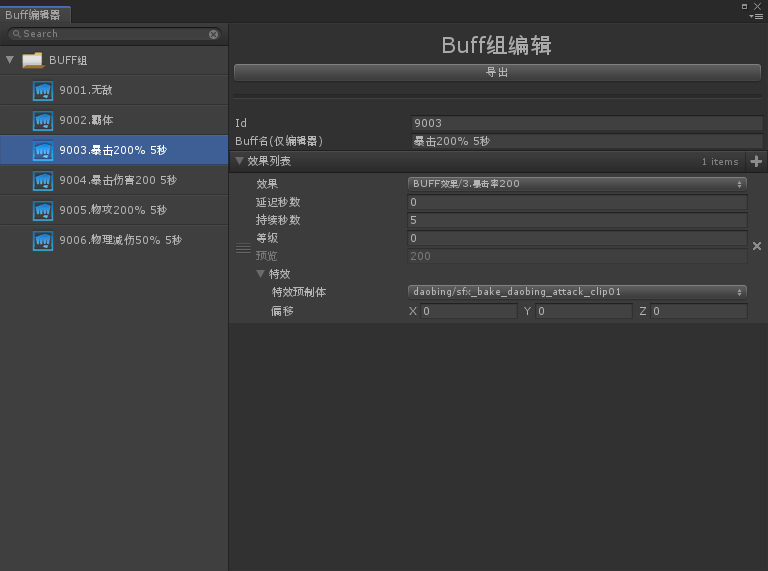 Buff编辑器
Search
BUFF组
9001.无敌
9002.霸体
9003.暴击200% 5秒
9004.暴击伤害200 5秒
9005.物攻200% 5秒
9006.物理减伤50% 5秒
Buff组编辑
导出
Id 9003
Buff名(仅编辑器) 暴击200% 5秒
效果列表 1 items
效果 BUFF效果/3.暴击率200
延迟秒数 0
持续秒数 5
等级 0
预览 200
特效
特效预制体 daobing/sfx_bake_daobing_attack_clip01
偏移 X 0 Y 0 Z 0